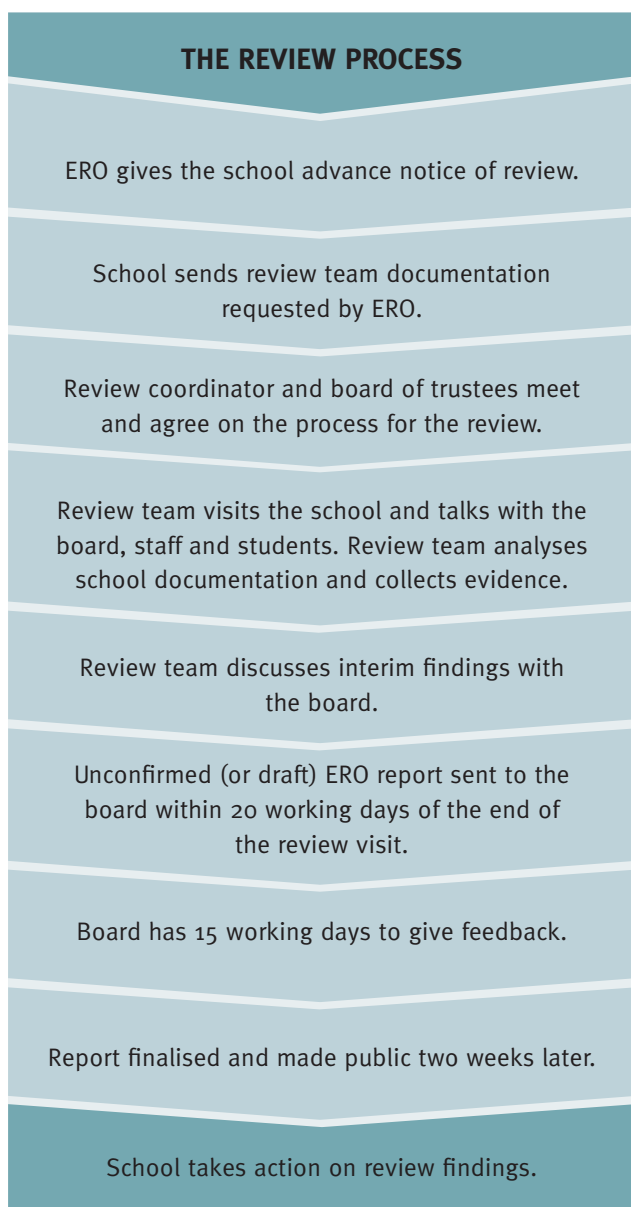 THE REVIEW PROCESS
ERO gives the school advance notice of review.
School sends review team documentation
requested by ERO.
Review coordinator and board of trustees meet
and agree on the process for the review.
Review team visits the school and talks with the
board, staff and students. Review team analyses
school documentation and collects evidence.
Review team discusses interim findings with
the board.
Unconfirmed (or draft) ERO report sent to the
board within 20 working days of the end of
the review visit.
Board has 15 working days to give feedback.
Report finalised and made public two weeks later.
School takes action on review findings.